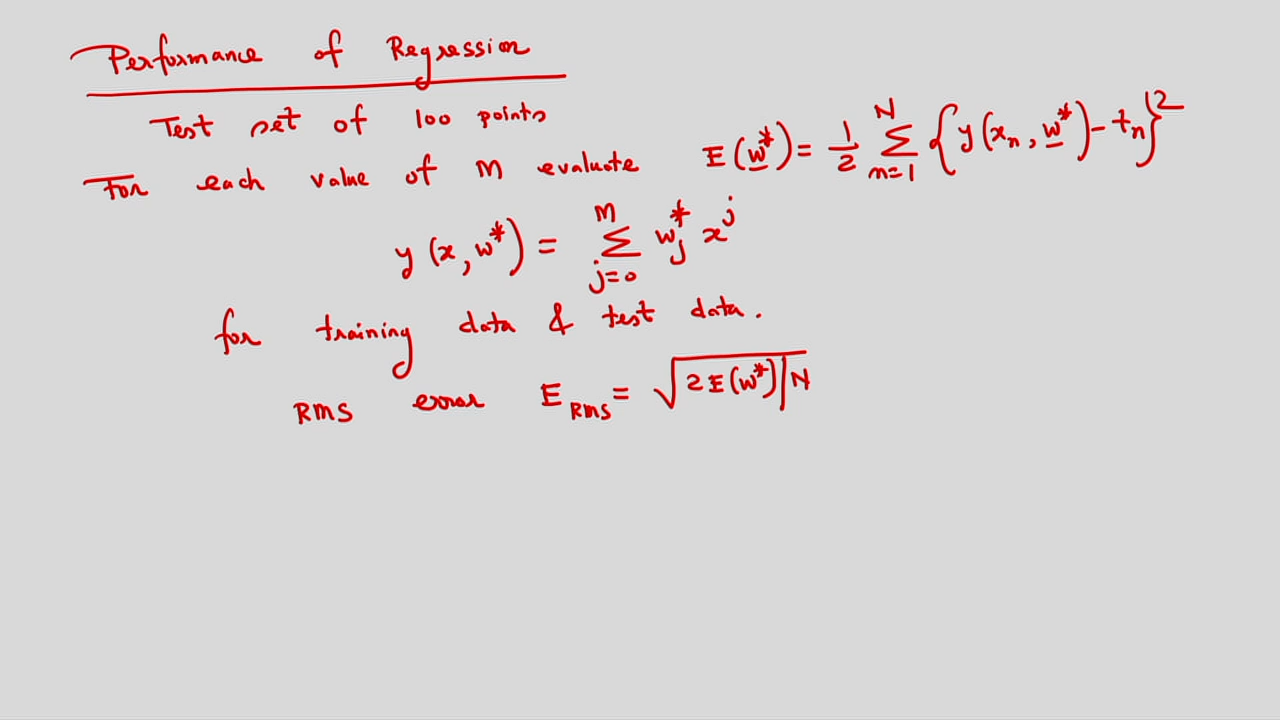 Performance of Regression
Test set of 100 points
For each value of M evaluate E(w*) = 1/2 Σ_{n=1}^{N} {y(x_n, w*) - t_n}^2
y(x, w*) = Σ_{j=0}^{M} w_j^* x^j
for training data & test data.
RMS error E_RMS = √(2E(w*)|N)